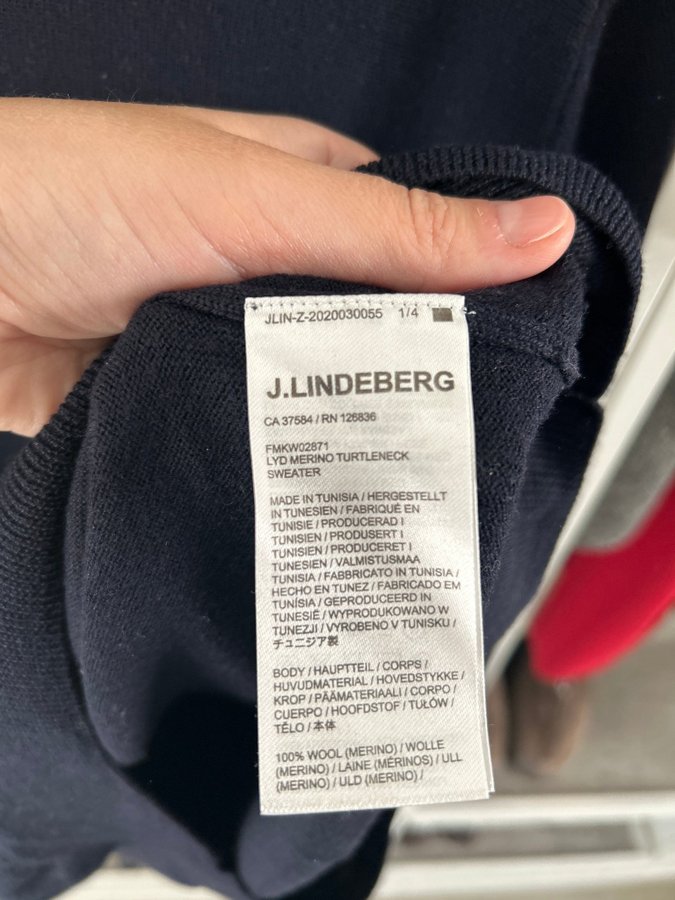 JLIN-Z-2020030055 1/4
J.LINDEBERG
CA 37584 / RN 126836
FMKW02871
LYD MERINO TURTLENECK
SWEATER
MADE IN TUNISIA / HERGESTELLT
IN TUNESIEN / FABRIQUÉ EN
TUNISIE / PRODUCERAD I
TUNISIEN / PRODUSERT I
TUNISIEN / PRODUCERET I
TUNESIEN / VALMISTUSMAA
TUNISIA / FABBRICATO IN TUNISIA /
HECHO EN TUNEZ / FABRICADO EM
TUNÍSIA / GEPRODUCEERD IN
TUNESIË / WYPRODUKOWANO W
TUNEZJI / VYROBENO V TUNISKU /
チュニジア製
BODY / HAUPTTEIL / CORPS /
HUVUDMATERIAL / HOVEDSTYKKE /
KROP / PÄÄMATERIAALI / CORPO /
CUERPO / HOOFDSTOF / TUŁÓW /
TĚLO / 本体
100% WOOL (MERINO) / WOLLE
(MERINO) / LAINE (MÉRINOS) / ULL
(MERINO) / ULD (MERINO) /